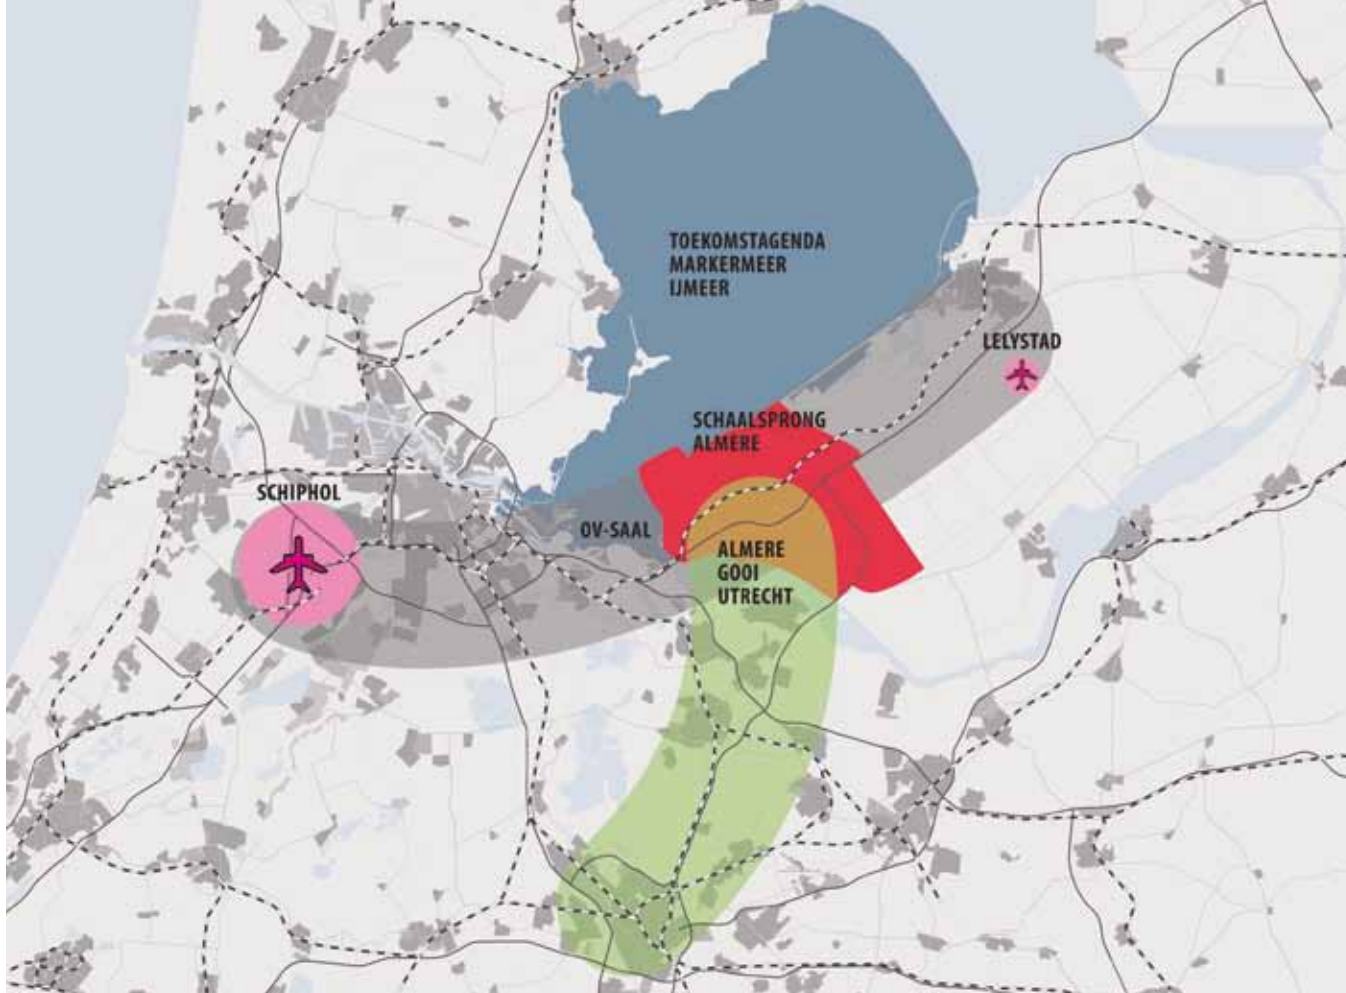 TOEKOMSTAGENDA
MARKERMEER
IJMEER
LELYSTAD
SCHAALSPRONG
ALMERE
SCHIPHOL
OV-SAAL
ALMERE
GOOI
UTRECHT